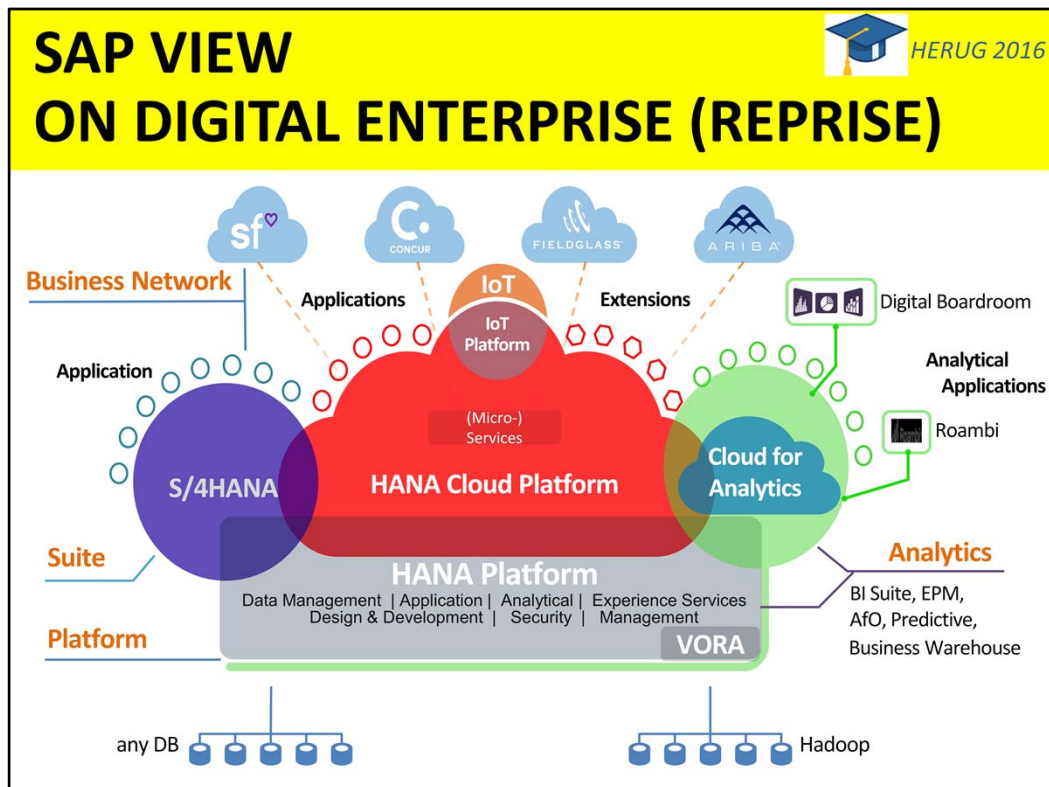 SAP VIEW
ON DIGITAL ENTERPRISE (REPRISE)
HERUG 2016
sf
C.
CONCUR
FIELDGLASS
ARIBA
Business Network
Applications
IoT
Extensions
IoT
Platform
Digital Boardroom
Application
Analytical
Applications
(Micro-)
Services
Roambi
Roambi
S/4HANA
HANA Cloud Platform
Cloud for
Analytics
Suite
HANA Platform
Analytics
Data Management | Application | Analytical | Experience Services
Design & Development | Security | Management
BI Suite, EPM,
AfO, Predictive,
Business Warehouse
Platform
VORA
any DB
Hadoop